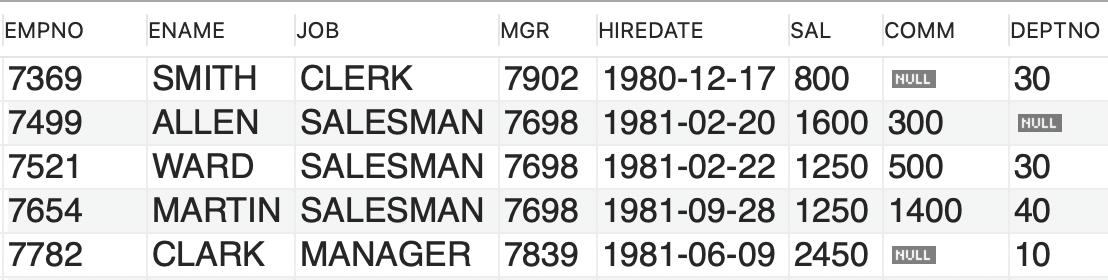 EMPNO ENAME JOB MGR HIREDATE SAL COMM DEPTNO
7369 SMITH CLERK 7902 1980-12-17 800 NULL 30
7499 ALLEN SALESMAN 7698 1981-02-20 1600 300 NULL
7521 WARD SALESMAN 7698 1981-02-22 1250 500 30
7654 MARTIN SALESMAN 7698 1981-09-28 1250 1400 40
7782 CLARK MANAGER 7839 1981-06-09 2450 NULL 10